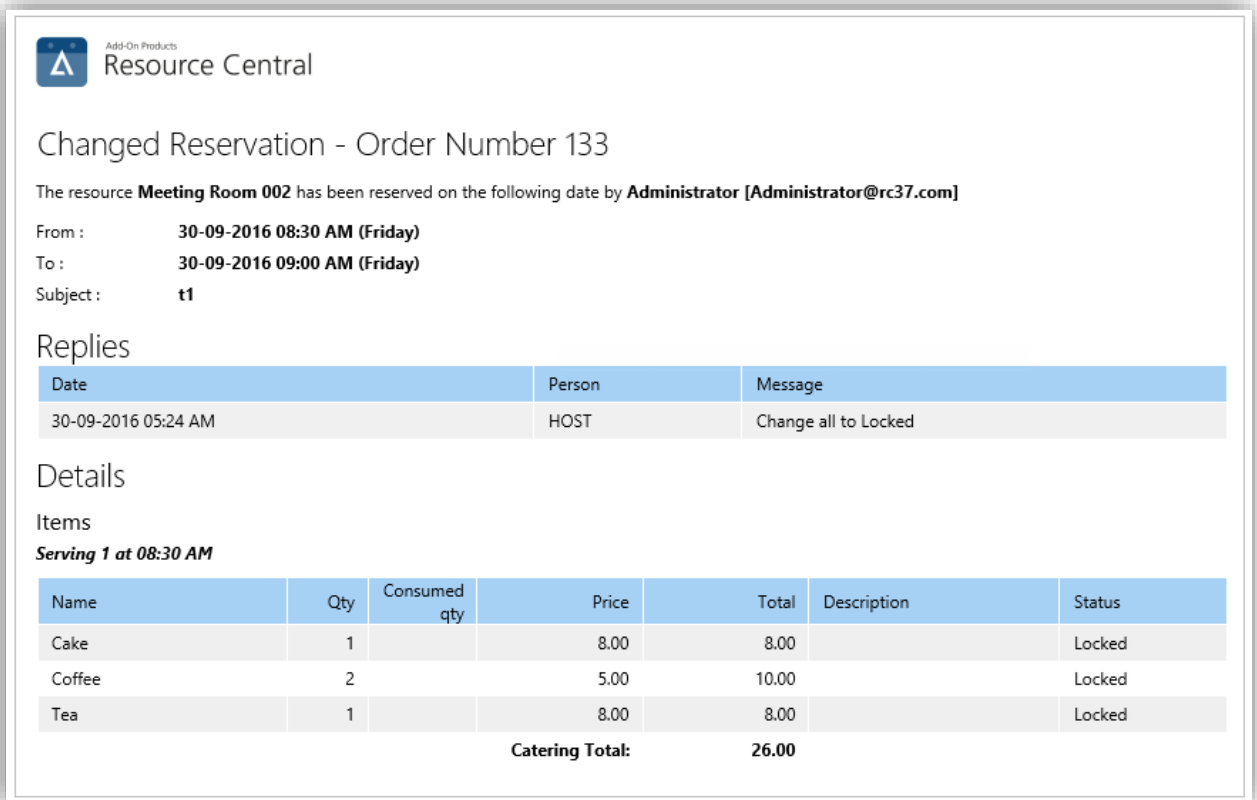 Add-On Products
Resource Central
Changed Reservation - Order Number 133
The resource Meeting Room 002 has been reserved on the following date by Administrator [Administrator@rc37.com]
From : 30-09-2016 08:30 AM (Friday)
To : 30-09-2016 09:00 AM (Friday)
Subject : t1
Replies
Date Person Message
30-09-2016 05:24 AM HOST Change all to Locked
Details
Items
Serving 1 at 08:30 AM
Name Qty Consumed qty Price Total Description Status
Cake 1 8.00 8.00 Locked
Coffee 2 5.00 10.00 Locked
Tea 1 8.00 8.00 Locked
Catering Total: 26.00